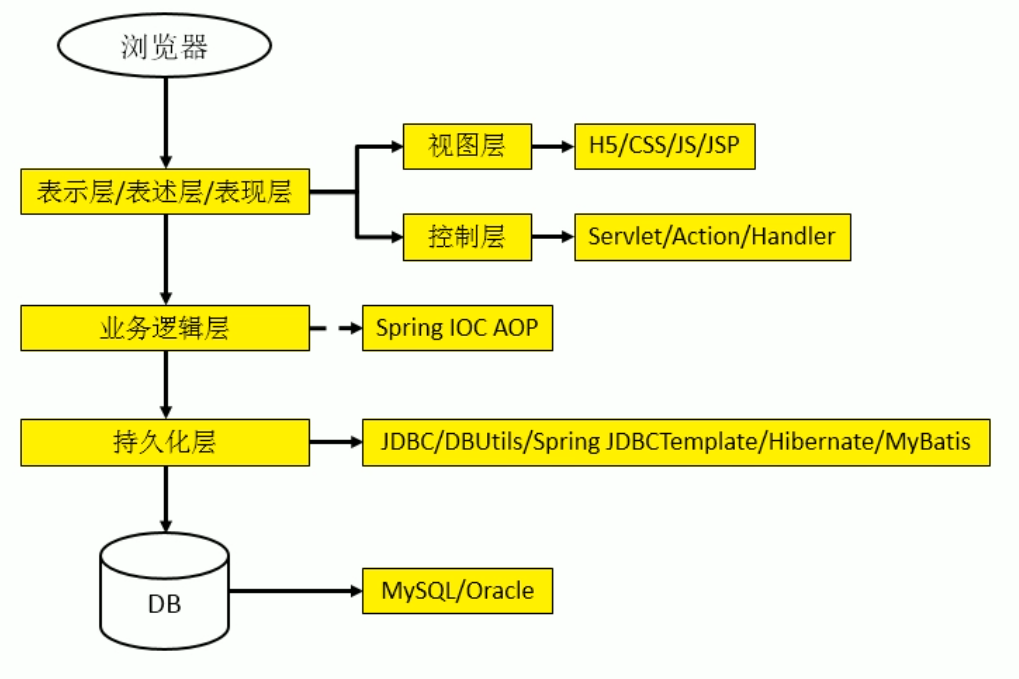 浏览器
视图层
H5/CSS/JS/JSP
表示层/表述层/表现层
控制层
Servlet/Action/Handler
业务逻辑层
Spring IOC AOP
持久化层
JDBC/DBUtils/Spring JDBCTemplate/Hibernate/MyBatis
DB
MySQL/Oracle